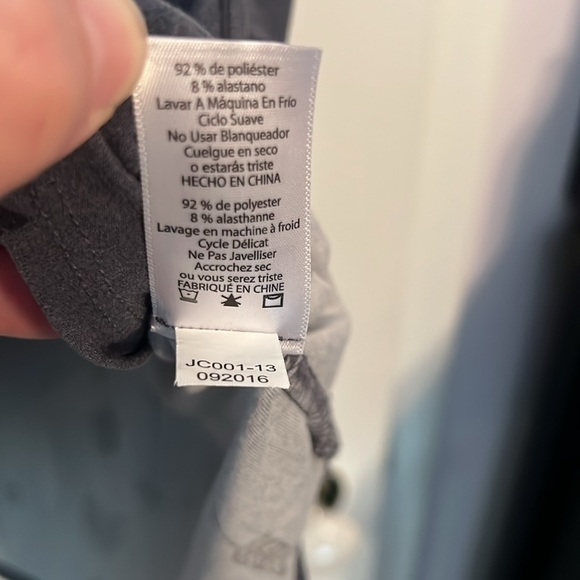 92 % de poliéster
8 % alastano
Lavar A Máquina En Frío
Ciclo Suave
No Usar Blanqueador
Cuelgue en seco
o estarás triste
HECHO EN CHINA
92 % de polyester
8 % alasthanne
Lavage en machine à froid
Cycle Délicat
Ne Pas Javelliser
Accrochez sec
ou vous serez triste
FABRIQUÉ EN CHINE
JC001-13
092016